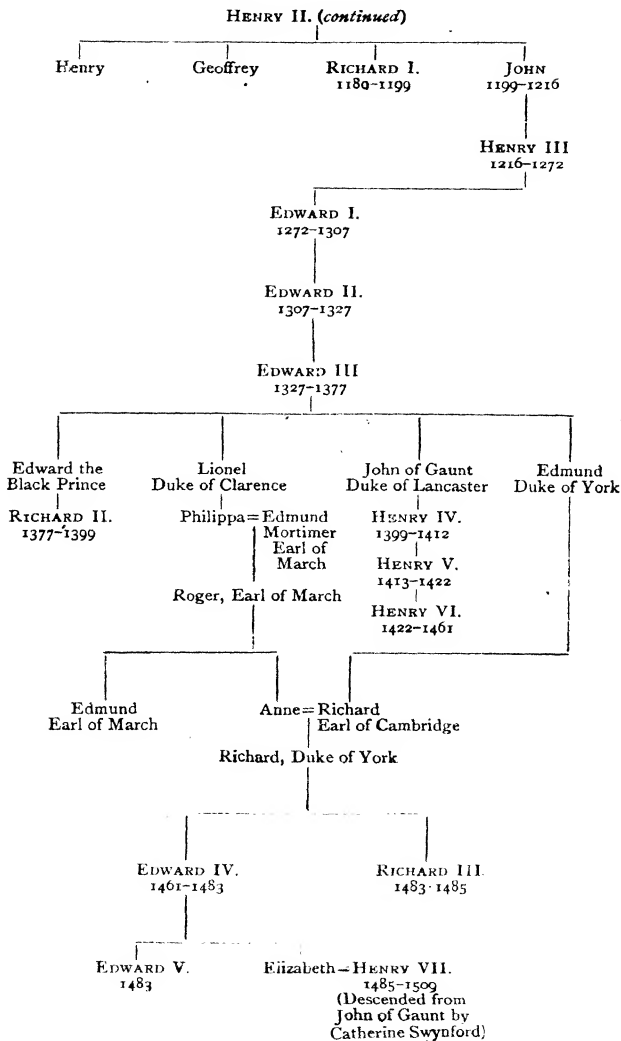 HENRY II. (continued)
Henry Geoffrey RICHARD I. JOHN
1189-1199 1199-1216
HENRY III
1216-1272
EDWARD I.
1272-1307
EDWARD II.
1307-1327
EDWARD III
1327-1377
Edward the Lionel John of Gaunt Edmund
Black Prince Duke of Clarence Duke of Lancaster Duke of York
RICHARD II. Philippa=Edmund HENRY IV.
1377-1399 Mortimer 1399-1412
Earl of HENRY V.
March 1413-1422
Roger, Earl of March HENRY VI.
1422-1461
Edmund Anne=Richard
Earl of March Earl of Cambridge
Richard, Duke of York
EDWARD IV. RICHARD III.
1461-1483 1483-1485
EDWARD V. Elizabeth=HENRY VII.
1483 1485-1509
(Descended from
John of Gaunt by
Catherine Swynford)